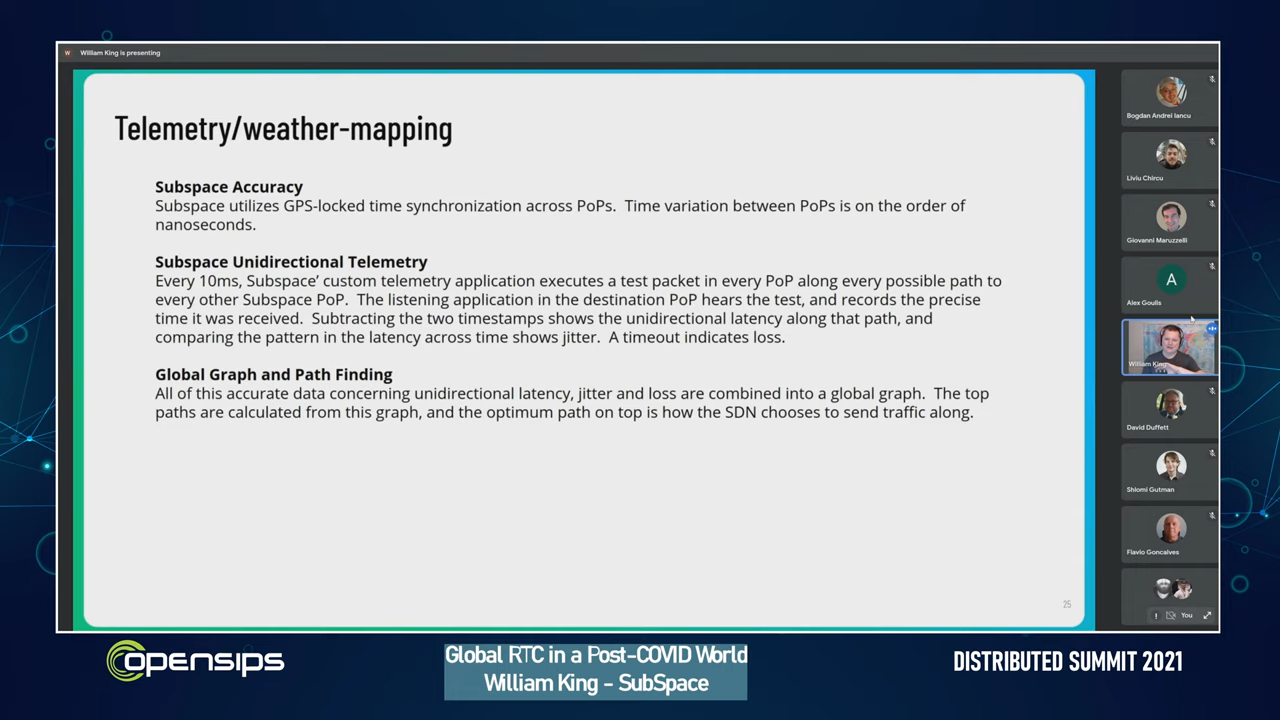 W William King is presenting
Telemetry/weather-mapping
Subspace Accuracy
Subspace utilizes GPS-locked time synchronization across PoPs. Time variation between PoPs is on the order of
nanoseconds.
Subspace Unidirectional Telemetry
Every 10ms, Subspace’ custom telemetry application executes a test packet in every PoP along every possible path to
every other Subspace PoP. The listening application in the destination PoP hears the test, and records the precise
time it was received. Subtracting the two timestamps shows the unidirectional latency along that path, and
comparing the pattern in the latency across time shows jitter. A timeout indicates loss.
Global Graph and Path Finding
All of this accurate data concerning unidirectional latency, jitter and loss are combined into a global graph. The top
paths are calculated from this graph, and the optimum path on top is how the SDN chooses to send traffic along.
25
Bogdan Andrei Iancu
Liviu Chircu
Giovanni Maruzzelli
A
Alex Goulis
William King
David Duffett
Shlomi Gutman
Flavio Goncalves
You
OPENSIPS
Global RTC in a Post-COVID World
William King - SubSpace
DISTRIBUTED SUMMIT 2021